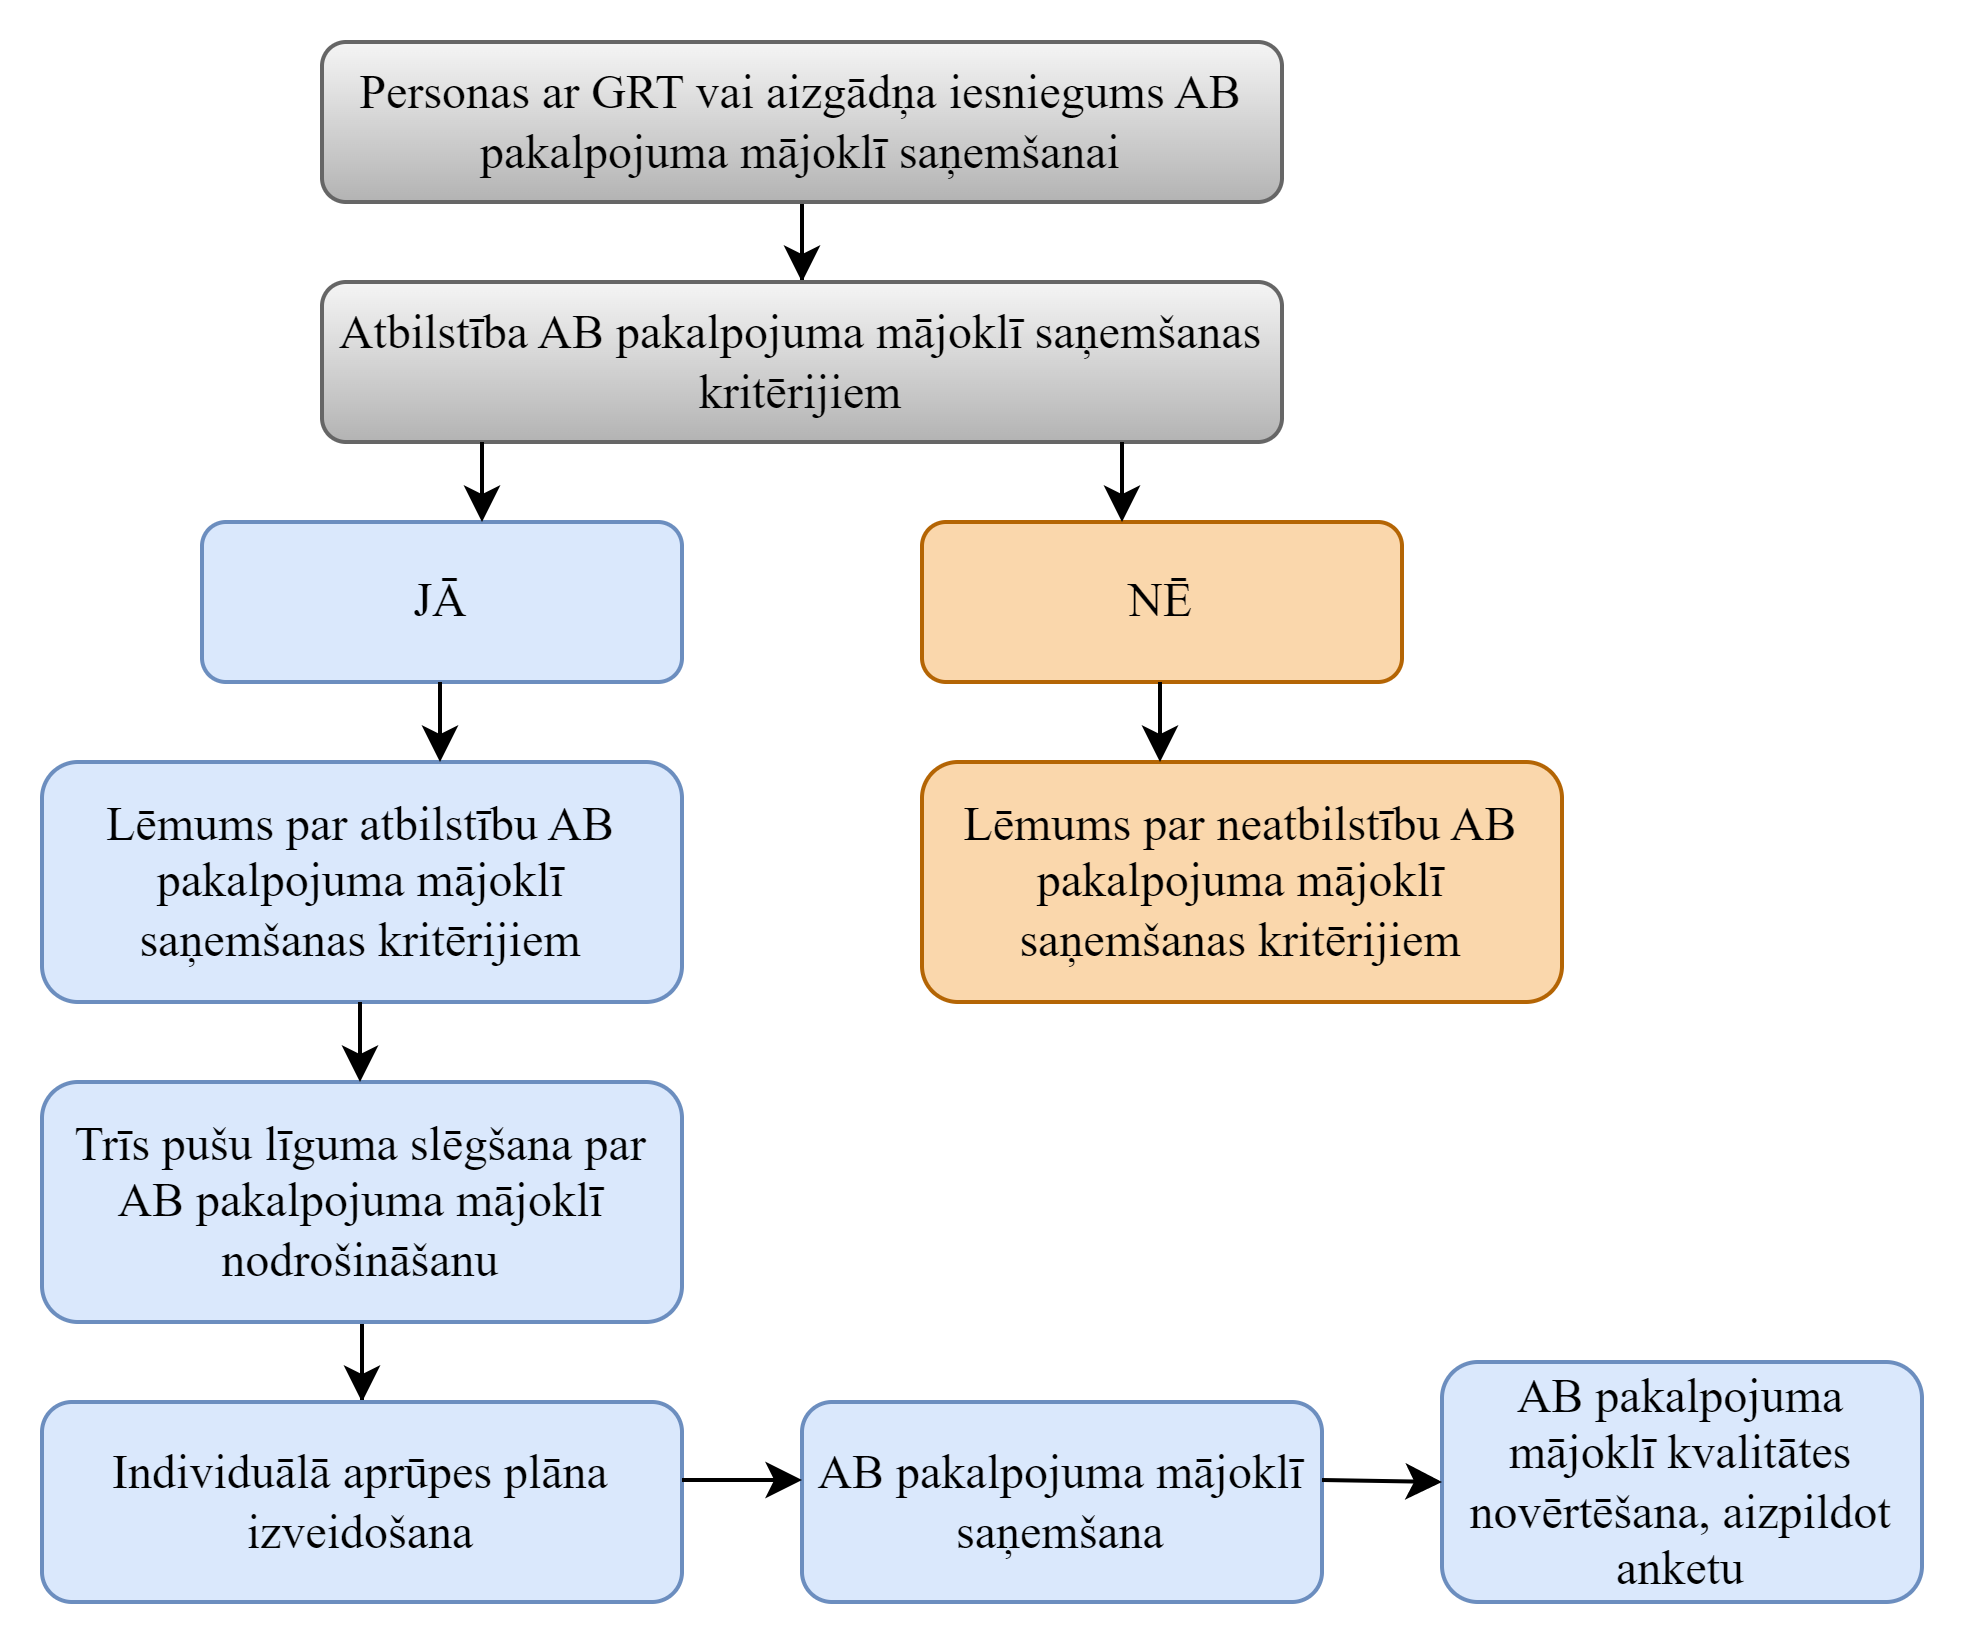 Personas ar GRT vai aizgādņa iesniegums AB
pakalpojuma mājoklī saņemšanai
Atbilstība AB pakalpojuma mājoklī saņemšanas
kritērijiem
JĀ
NĒ
Lēmums par atbilstību AB
pakalpojuma mājoklī
saņemšanas kritērijiem
Lēmums par neatbilstību AB
pakalpojuma mājoklī
saņemšanas kritērijiem
Trīs pušu līguma slēgšana par
AB pakalpojuma mājoklī
nodrošināšanu
Individuālā aprūpes plāna
izveidošana
AB pakalpojuma mājoklī
saņemšana
AB pakalpojuma
mājoklī kvalitātes
novērtēšana, aizpildot
anketu